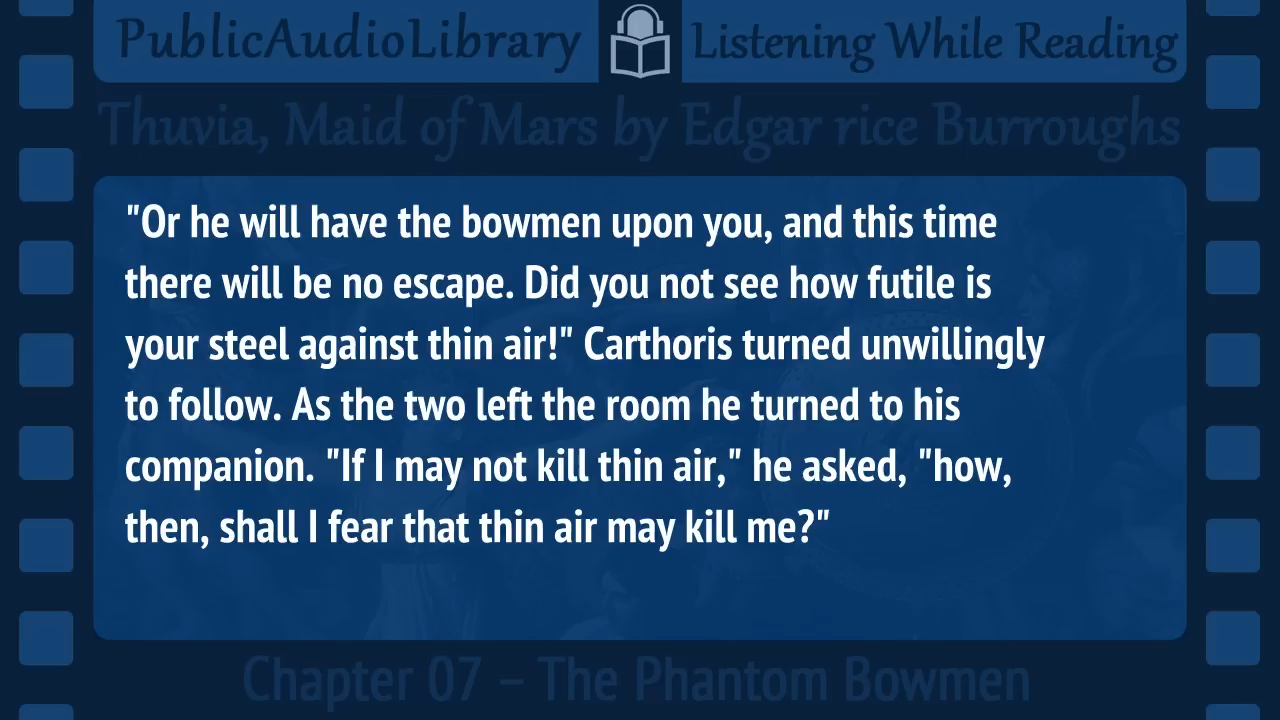 PublicAudioLibrary Listening While Reading
Thuvia, Maid of Mars by Edgar rice Burroughs
"Or he will have the bowmen upon you, and this time
there will be no escape. Did you not see how futile is
your steel against thin air!" Carthoris turned unwillingly
to follow. As the two left the room he turned to his
companion. "If I may not kill thin air," he asked, "how,
then, shall I fear that thin air may kill me?"
Chapter 07 – The Phantom Bowmen